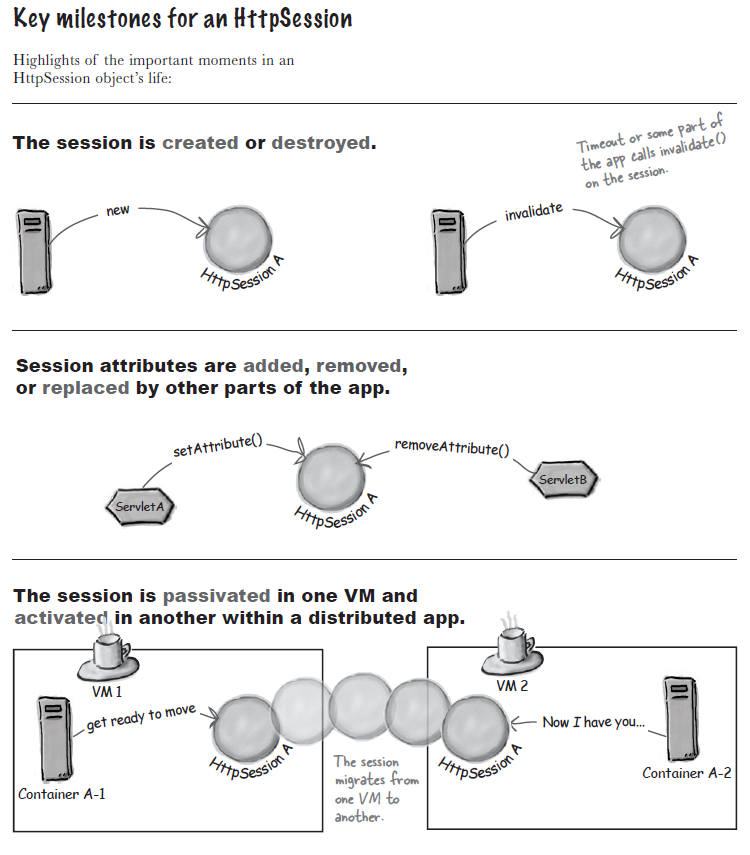 Key milestones for an HttpSession
Highlights of the important moments in an
HttpSession object's life:
The session is created or destroyed.
Timeout or some part of
the app calls invalidate()
on the session.
new
HttpSession A
invalidate
HttpSession A
Session attributes are added, removed,
or replaced by other parts of the app.
setAttribute()
removeAttribute()
ServletA
HttpSession A
ServletB
The session is passivated in one VM and
activated in another within a distributed app.
VM 1
get ready to move
Container A-1
HttpSession A
The session
migrates from
one VM to
another.
VM 2
HttpSession A
Now I have you...
Container A-2